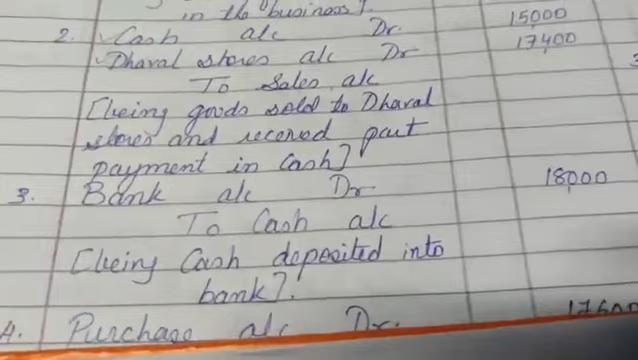 in the business].
2. Cash a/c Dr. 15000
Dhaval stores a/c Dr 17400
To Sales a/c
[being goods sold to Dhaval
stores and received part
payment in cash]
3. Bank a/c Dr. 18000
To Cash a/c
[being Cash deposited into
bank].
4. Purchase a/c Dr.